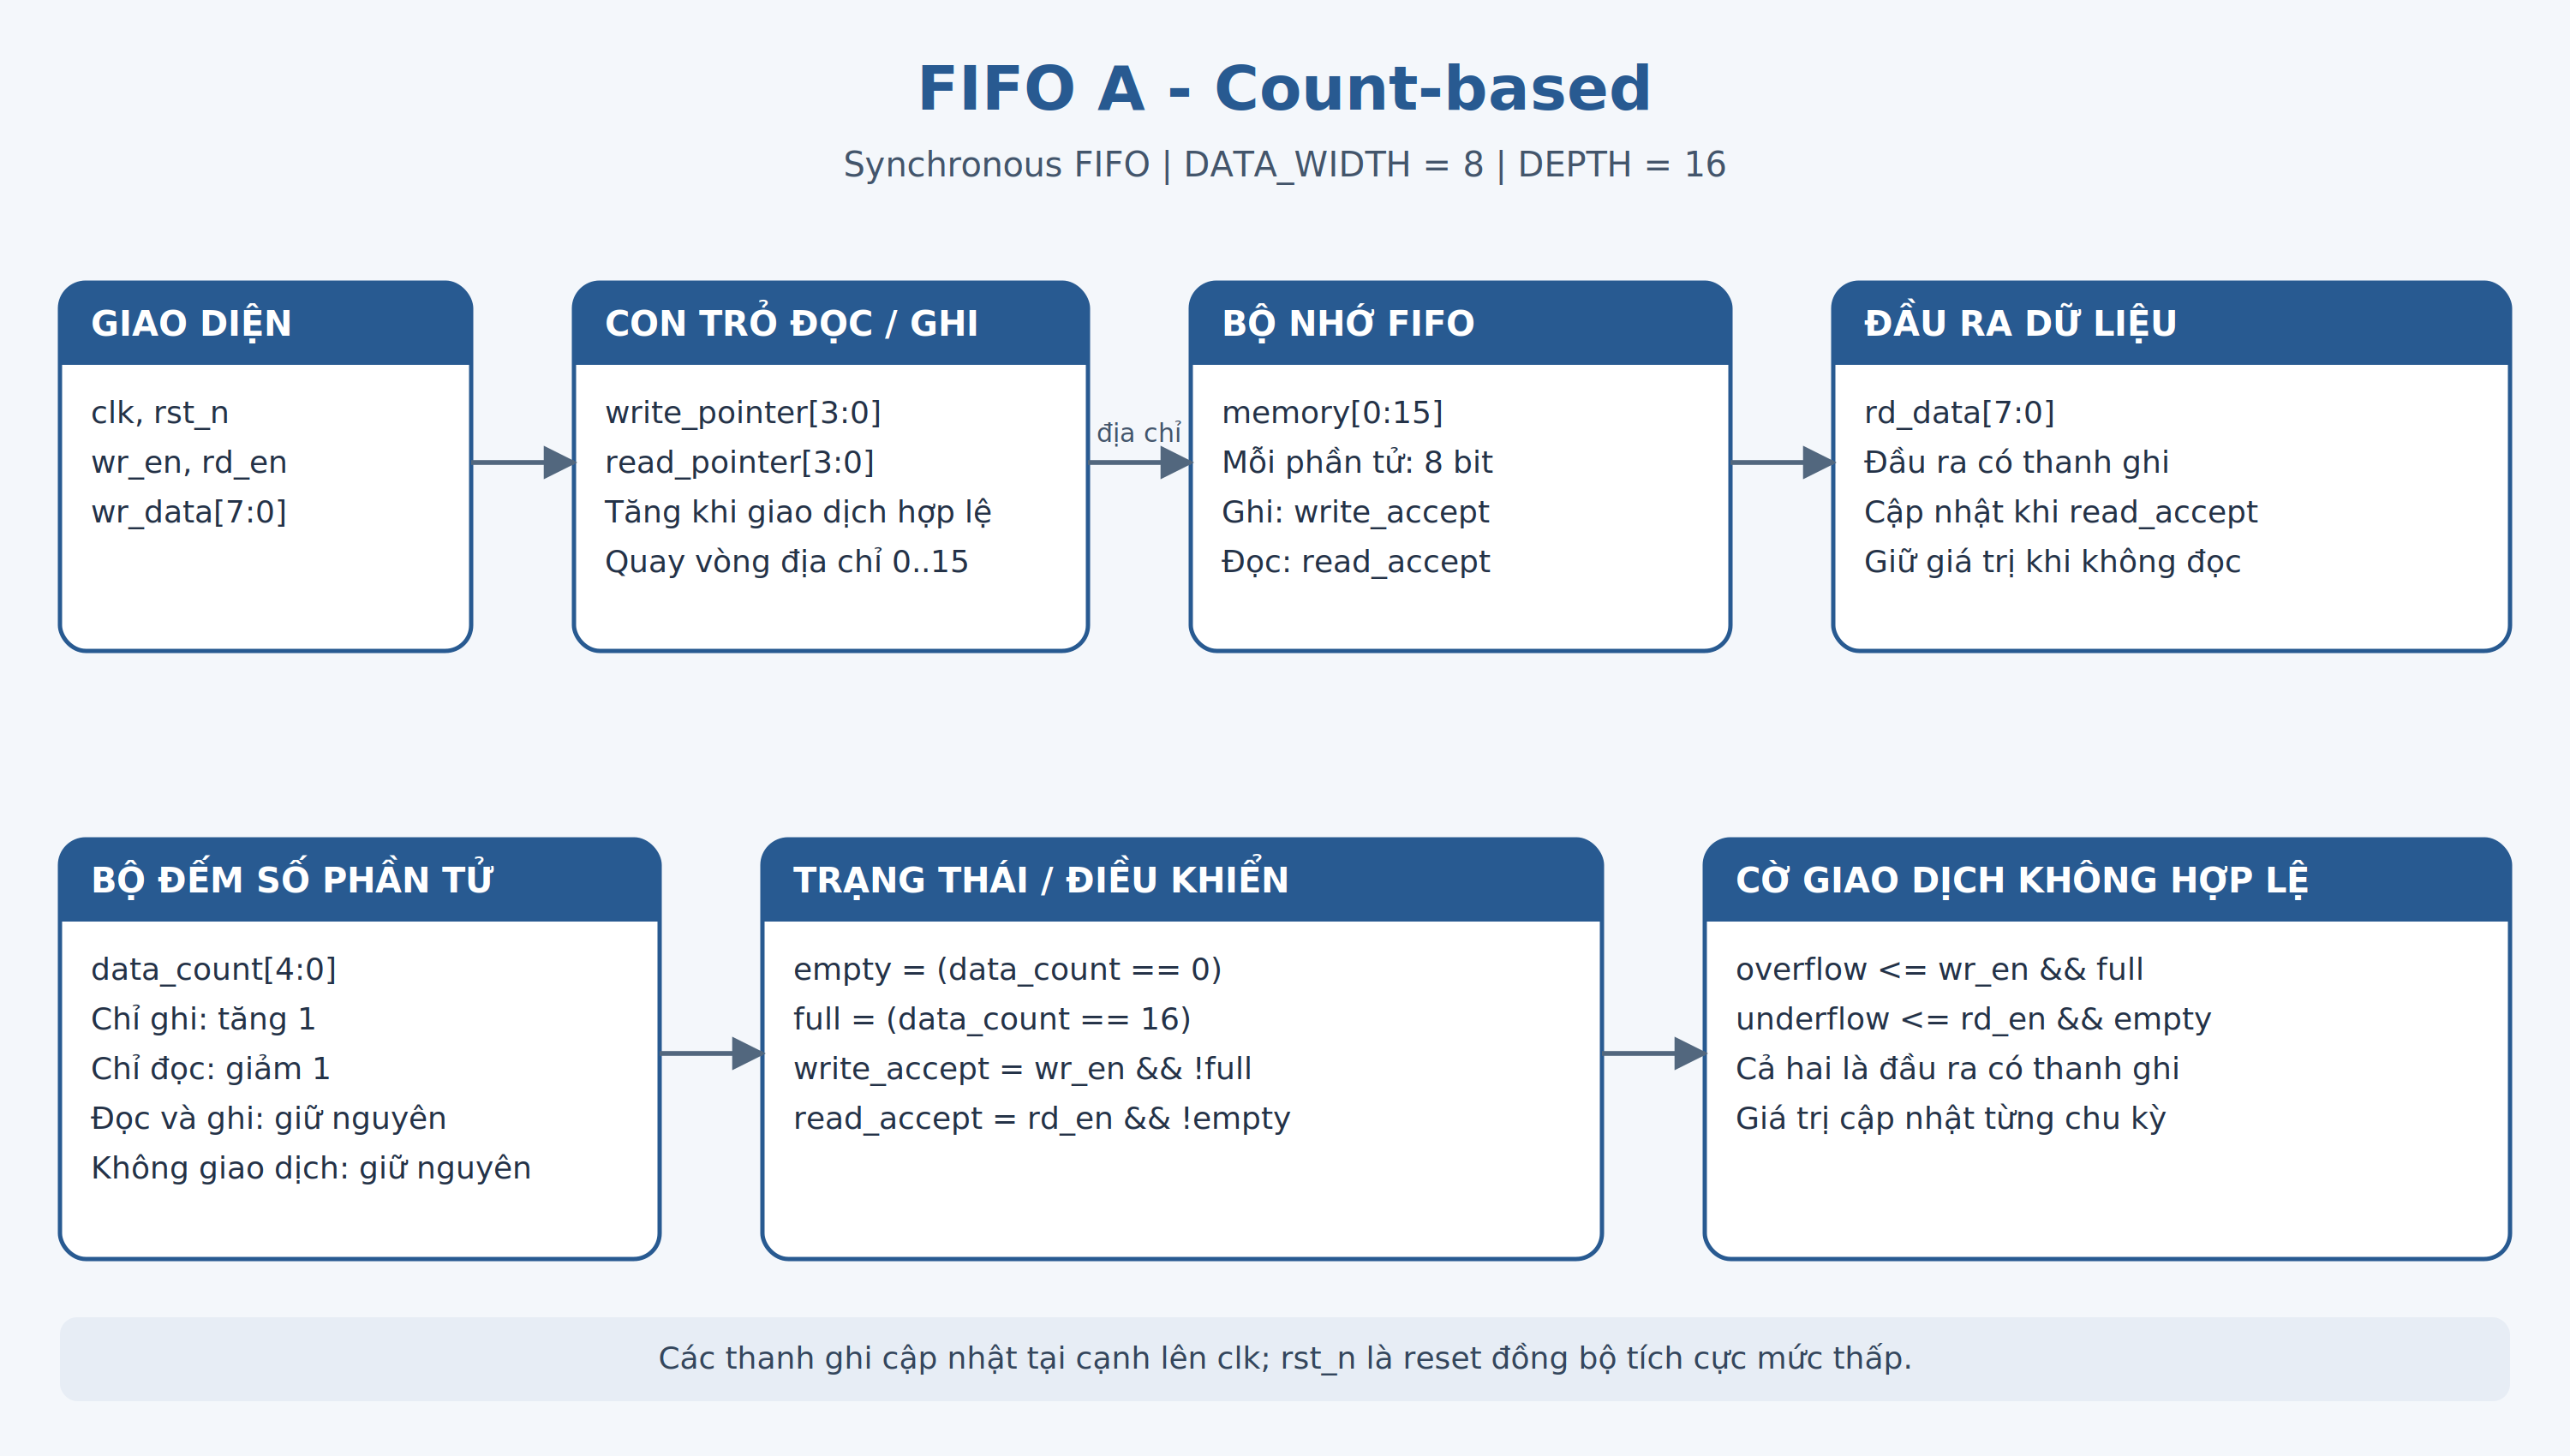 FIFO A - Count-based
Synchronous FIFO | DATA_WIDTH = 8 | DEPTH = 16
GIAO DIỆN
clk, rst_n
wr_en, rd_en
wr_data[7:0]
CON TRỎ ĐỌC / GHI
write_pointer[3:0]
read_pointer[3:0]
Tăng khi giao dịch hợp lệ
Quay vòng địa chỉ 0..15
địa chỉ
BỘ NHỚ FIFO
memory[0:15]
Mỗi phần tử: 8 bit
Ghi: write_accept
Đọc: read_accept
ĐẦU RA DỮ LIỆU
rd_data[7:0]
Đầu ra có thanh ghi
Cập nhật khi read_accept
Giữ giá trị khi không đọc
BỘ ĐẾM SỐ PHẦN TỬ
data_count[4:0]
Chỉ ghi: tăng 1
Chỉ đọc: giảm 1
Đọc và ghi: giữ nguyên
Không giao dịch: giữ nguyên
TRẠNG THÁI / ĐIỀU KHIỂN
empty = (data_count == 0)
full = (data_count == 16)
write_accept = wr_en && !full
read_accept = rd_en && !empty
CỜ GIAO DỊCH KHÔNG HỢP LỆ
overflow <= wr_en && full
underflow <= rd_en && empty
Cả hai là đầu ra có thanh ghi
Giá trị cập nhật từng chu kỳ
Các thanh ghi cập nhật tại cạnh lên clk; rst_n là reset đồng bộ tích cực mức thấp.